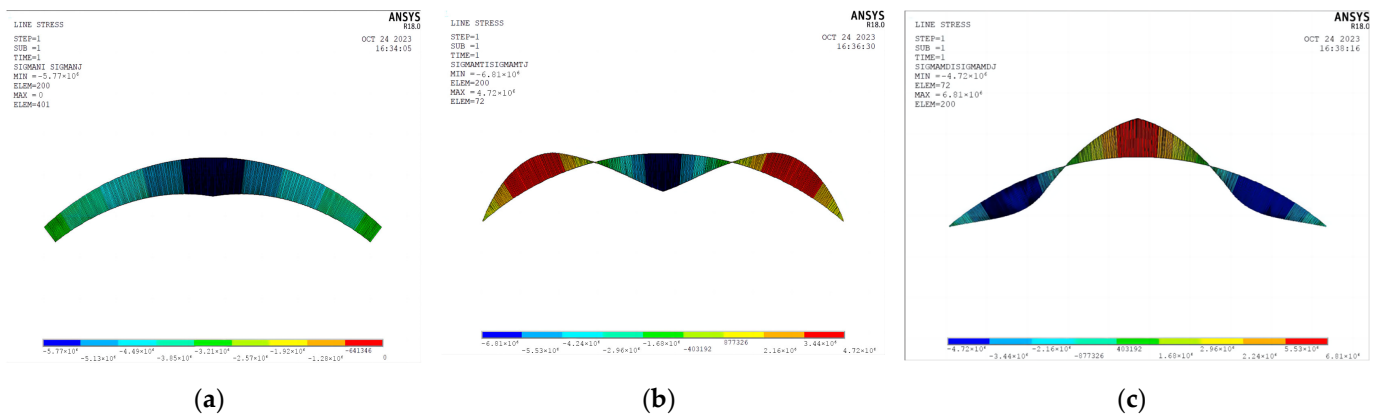 ANSYS
R18.0
LINE STRESS
STEP=1
SUB =1
TIME=1
SIGMANI SIGMANJ
MIN =-5.77×10⁶
ELEM=200
MAX =0
ELEM=401
OCT 24 2023
16:34:05
-5.77×10⁶ -4.49×10⁶ -3.21×10⁶ -1.92×10⁶ -641346
-5.13×10⁶ -3.85×10⁶ -2.57×10⁶ -1.28×10⁶ 0
(a)
ANSYS
R18.0
LINE STRESS
STEP=1
SUB =1
TIME=1
SIGMAMTISIGMAMTJ
MIN =-6.81×10⁶
ELEM=200
MAX =4.72×10⁶
ELEM=72
OCT 24 2023
16:36:30
-6.81×10⁶ -4.24×10⁶ -1.68×10⁶ 877326 3.44×10⁶
-5.53×10⁶ -2.96×10⁶ -403192 2.16×10⁶ 4.72×10⁶
(b)
ANSYS
R18.0
LINE STRESS
STEP=1
SUB =1
TIME=1
SIGMAMDISIGMAMDJ
MIN =-4.72×10⁶
ELEM=72
MAX =6.81×10⁶
ELEM=200
OCT 24 2023
16:38:16
-4.72×10⁶ -2.16×10⁶ 403192 2.96×10⁶ 5.53×10⁶
-3.44×10⁶ -877326 1.68×10⁶ 2.24×10⁶ 6.81×10⁶
(c)